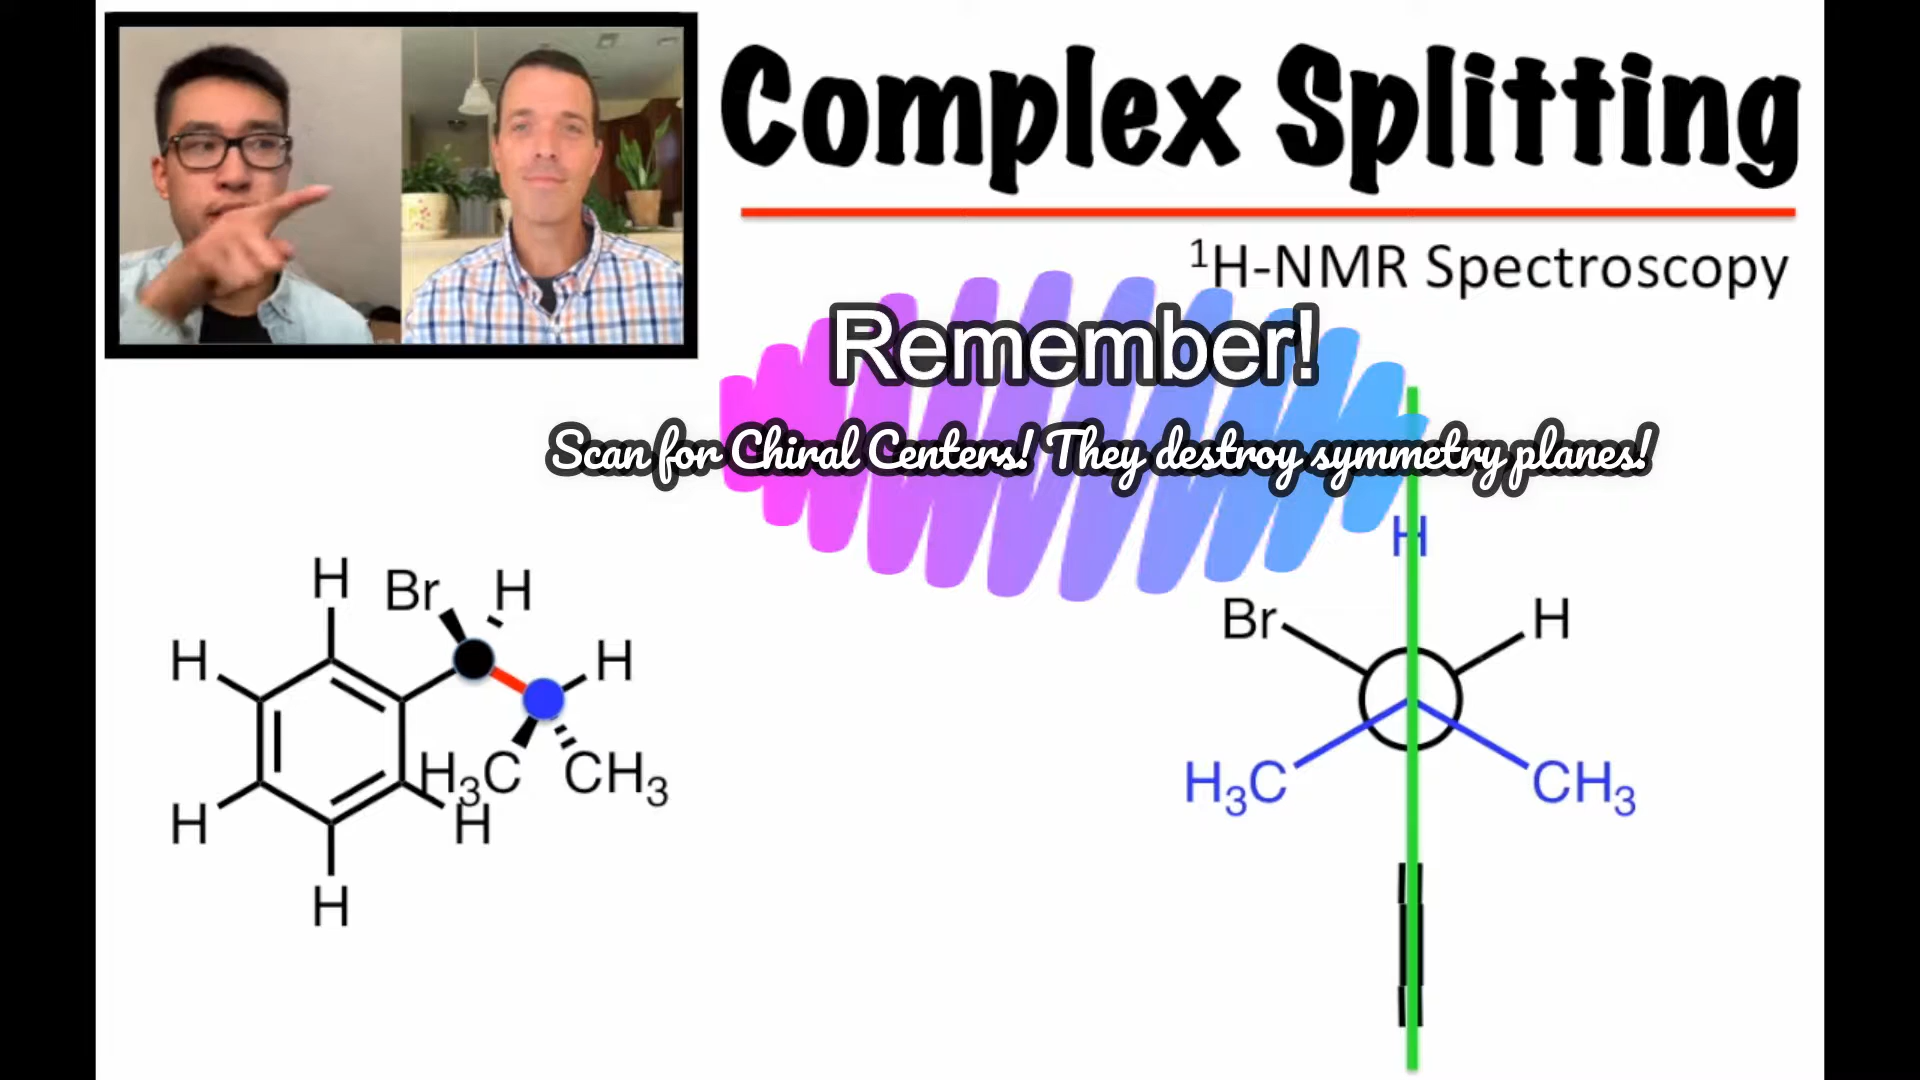 Complex Splitting
¹H-NMR Spectroscopy
Remember!
Scan for Chiral Centers! They destroy symmetry planes!
H
Br H
H H
H₃C CH₃
H H
H
H
Br H
H₃C CH₃